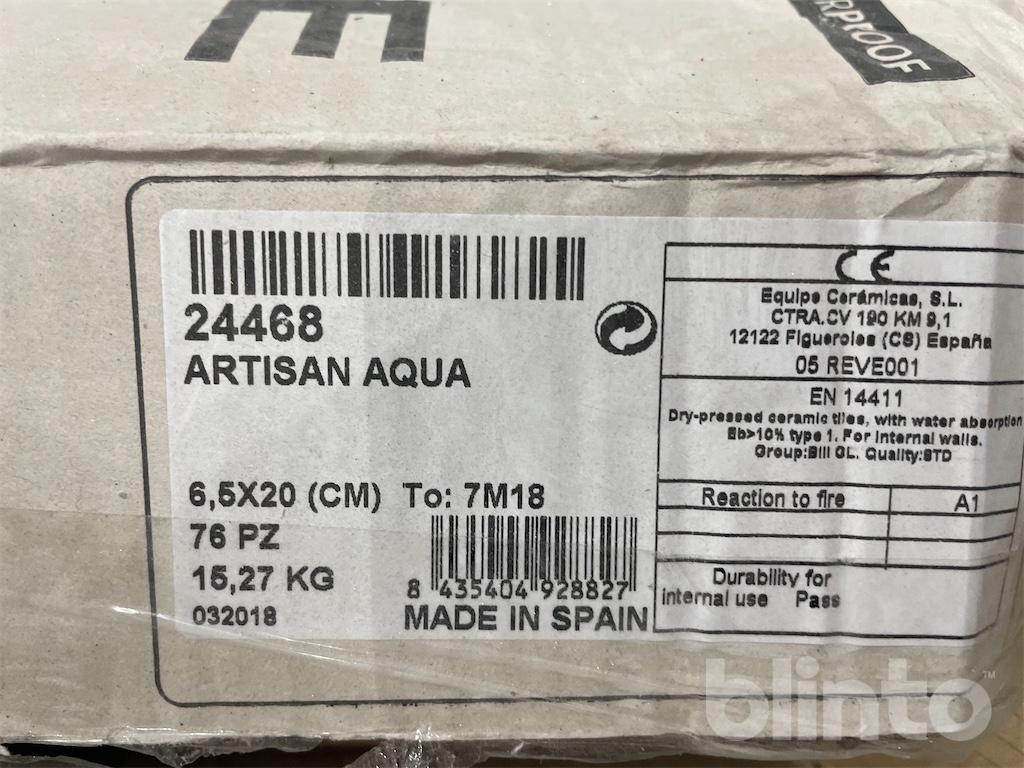 E
RPROOF
24468
ARTISAN AQUA
6,5X20 (CM) To: 7M18
76 PZ
15,27 KG
032018
8 435404 928827
MADE IN SPAIN
CE
Equipe Cerámicas, S.L.
CTRA.CV 190 KM 9,1
12122 Figueroles (CS) España
05 REVE001
EN 14411
Dry-pressed ceramic tiles, with water absorption
Eb>10% type 1. For internal walls.
Group:BIII GL. Quality:STD
Reaction to fire A1
Durability for
internal use Pass
blinto™